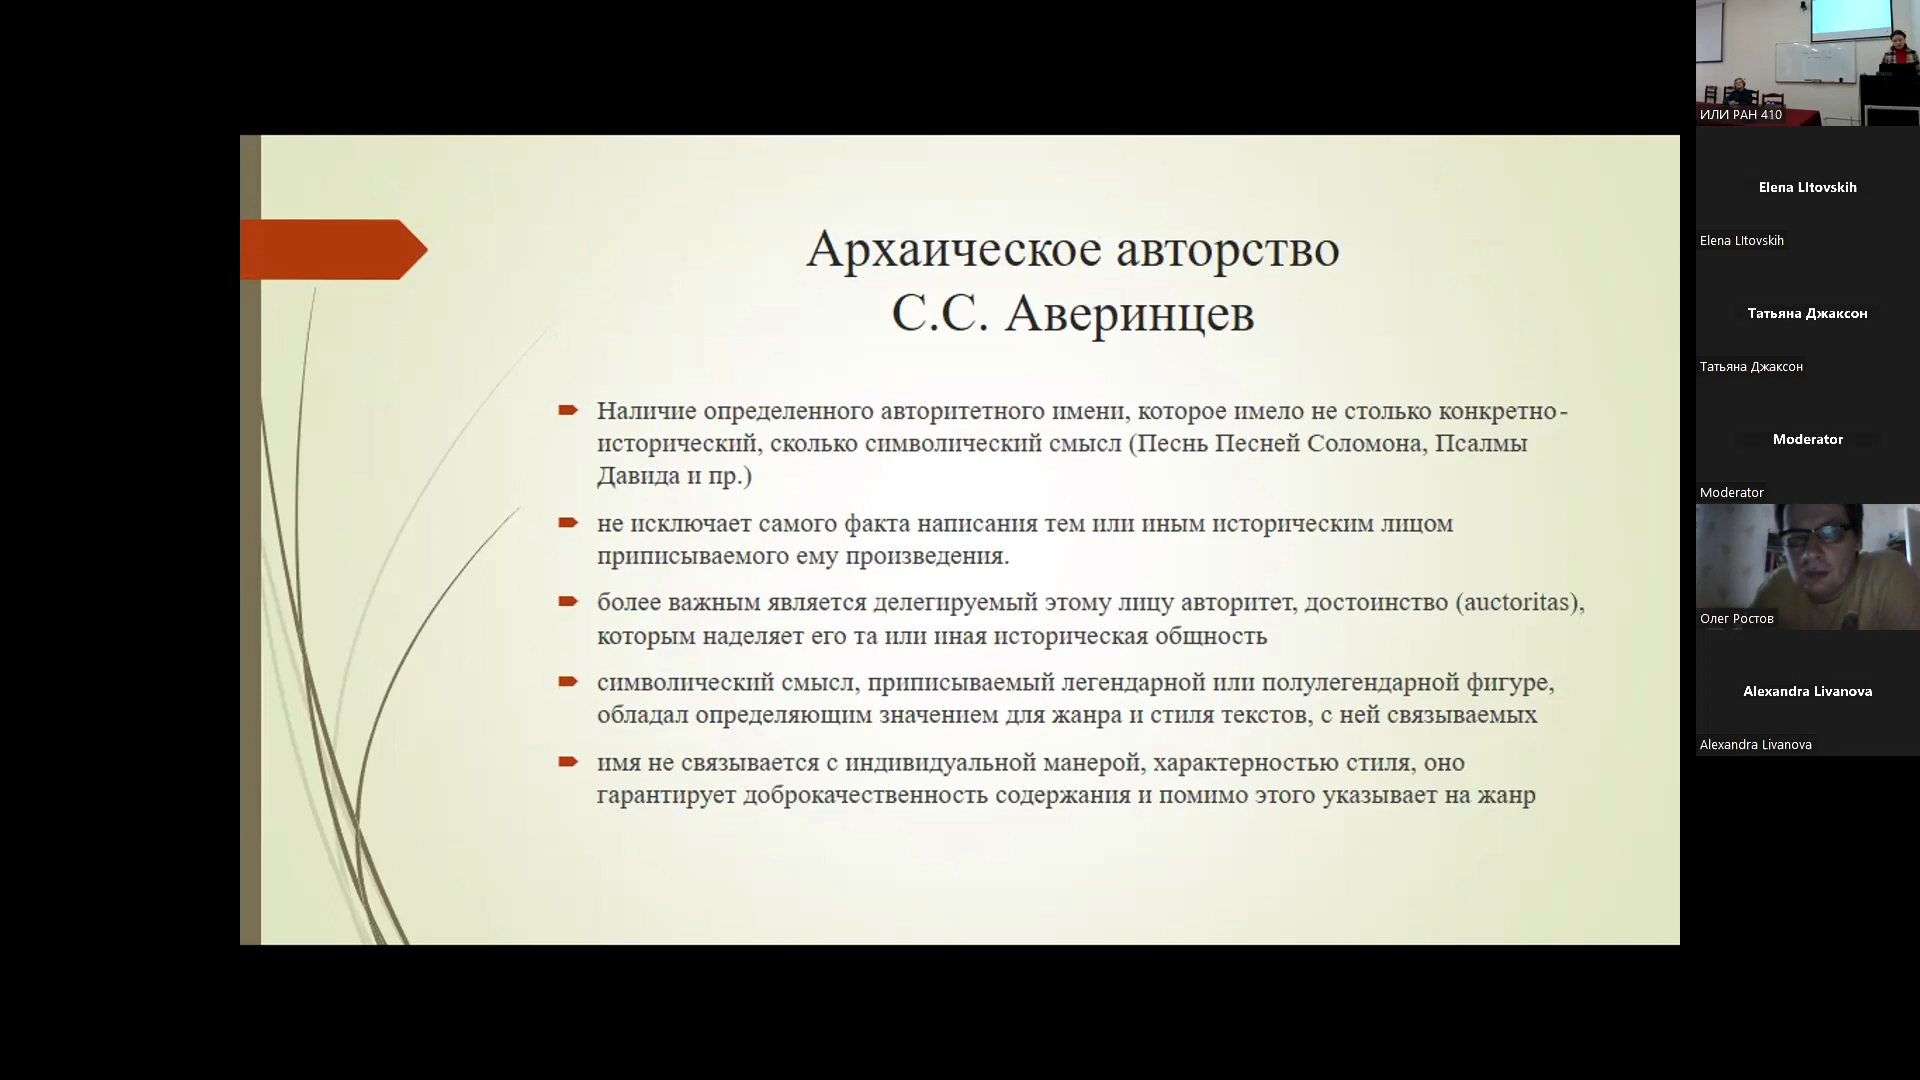 Архаическое авторство
С.С. Аверинцев
Наличие определенного авторитетного имени, которое имело не столько конкретно-
исторический, сколько символический смысл (Песнь Песней Соломона, Псалмы
Давида и пр.)
не исключает самого факта написания тем или иным историческим лицом
приписываемого ему произведения.
более важным является делегируемый этому лицу авторитет, достоинство (auctoritas),
которым наделяет его та или иная историческая общность
символический смысл, приписываемый легендарной или полулегендарной фигуре,
обладал определяющим значением для жанра и стиля текстов, с ней связываемых
имя не связывается с индивидуальной манерой, характерностью стиля, оно
гарантирует доброкачественность содержания и помимо этого указывает на жанр
ИЛИ РАН 410
Elena LItovskih
Elena LItovskih
Татьяна Джаксон
Татьяна Джаксон
Moderator
Moderator
Олег Ростов
Alexandra Livanova
Alexandra Livanova